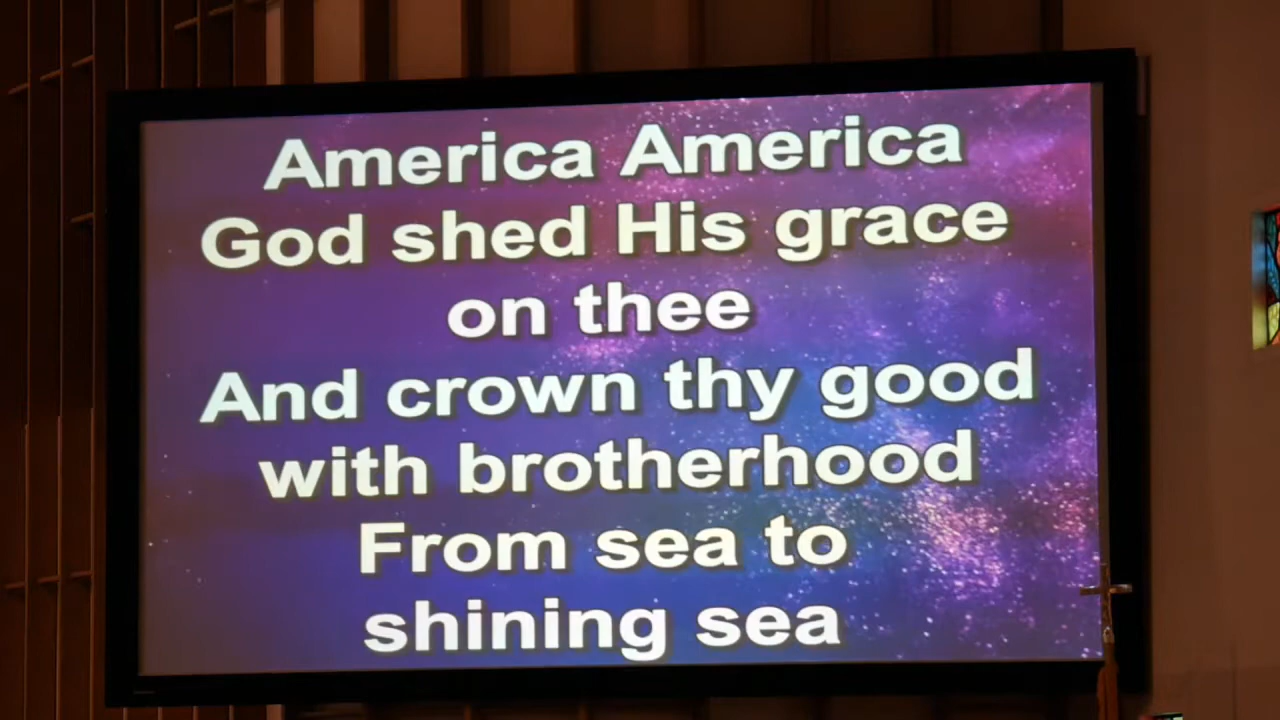 America America
God shed His grace
on thee
And crown thy good
with brotherhood
From sea to
shining sea